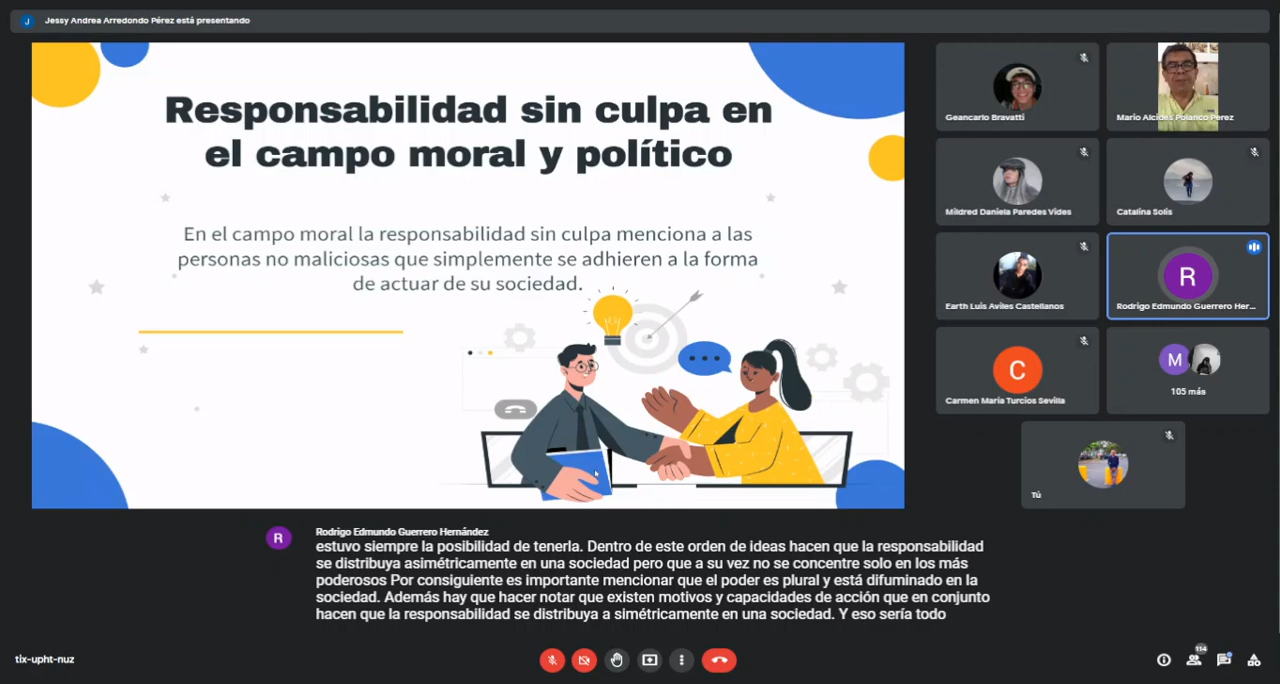 J
Jessy Andrea Arredondo Pérez está presentando
Responsabilidad sin culpa en
el campo moral y político
En el campo moral la responsabilidad sin culpa menciona a las
personas no maliciosas que simplemente se adhieren a la forma
de actuar de su sociedad.
Geancarlo Bravatti
Mario Alcides Polanco Perez
Mildred Daniela Paredes Vides
Catalina Solis
Earth Luis Aviles Castellanos
R
Rodrigo Edmundo Guerrero Her...
C
Carmen María Turcios Sevilla
M
105 más
Tú
R
Rodrigo Edmundo Guerrero Hernández
estuvo siempre la posibilidad de tenerla. Dentro de este orden de ideas hacen que la responsabilidad
se distribuya asimétricamente en una sociedad pero que a su vez no se concentre solo en los más
poderosos Por consiguiente es importante mencionar que el poder es plural y está difuminado en la
sociedad. Además hay que hacer notar que existen motivos y capacidades de acción que en conjunto
hacen que la responsabilidad se distribuya a simétricamente en una sociedad. Y eso sería todo
tix-upht-nuz
114